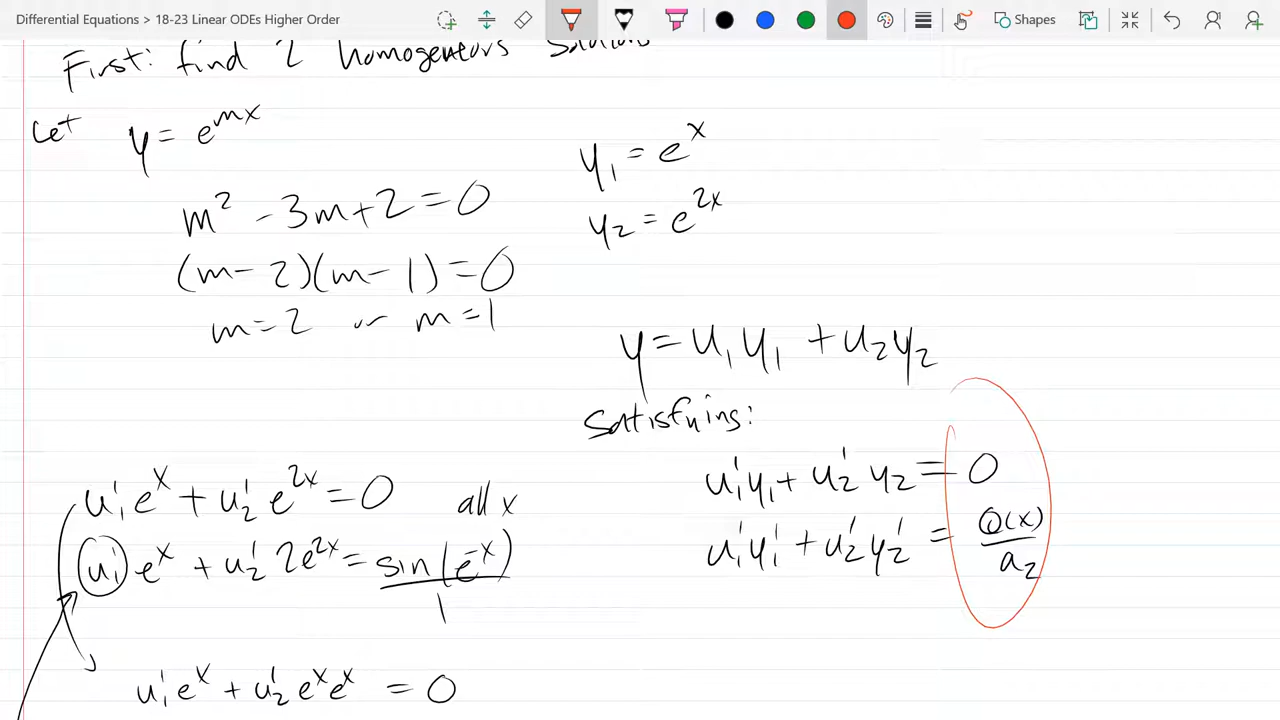 Differential Equations > 18-23 Linear ODEs Higher Order
Shapes
First: find 2 homogeneous solutions
Let y = e^{mx}
m² - 3m + 2 = 0
(m - 2)(m - 1) = 0
m = 2 or m = 1
y₁ = e^x
y₂ = e^{2x}
y = u₁y₁ + u₂y₂
Satisfying:
u₁'y₁ + u₂'y₂ = 0
u₁'y₁' + u₂'y₂' = Q(x)/a₂
u₁'e^x + u₂'e^{2x} = 0 all x
u₁'e^x + u₂'2e^{2x} = sin(e^{-x})/1
u₁'e^x + u₂'e^xe^x = 0